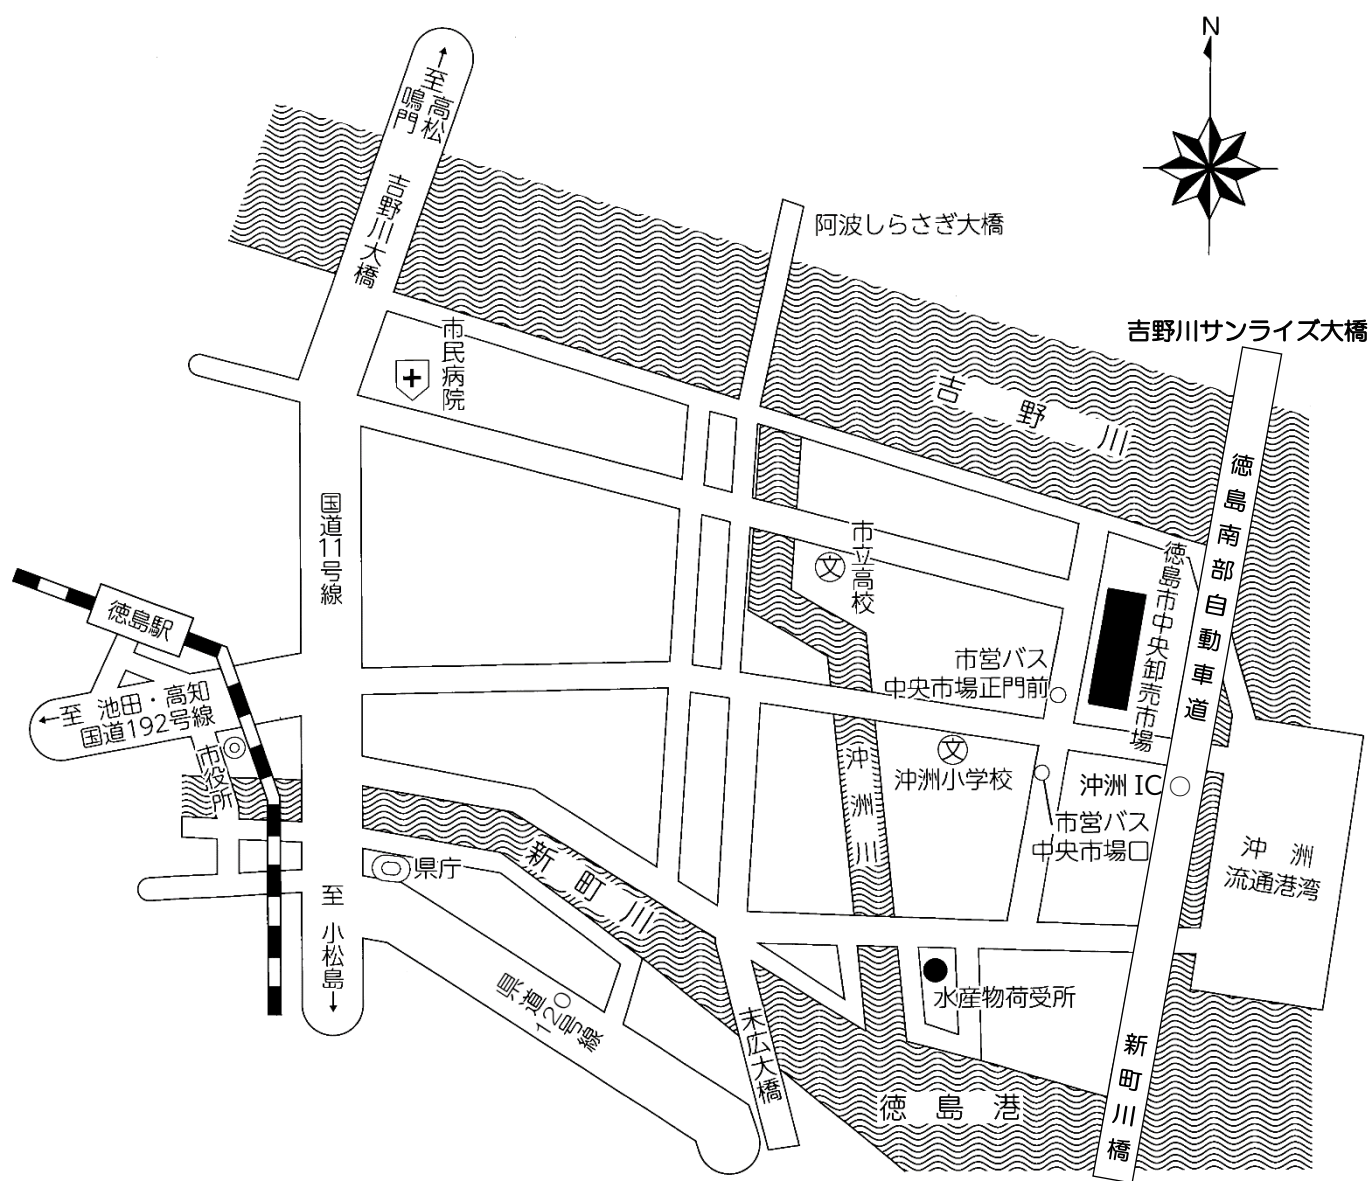 N
至 高松
鳴門
吉野川大橋
阿波しらさぎ大橋
吉野川サンライズ大橋
市民病院
吉野川
徳島南部自動車道
国道11号線
文
市立高校
徳島市中央卸売市場
徳島駅
市営バス
中央市場正門前
至 池田・高知
国道192号線
市役所
文
沖洲小学校
沖洲川
沖洲 IC
市営バス
中央市場口
沖洲
流通港湾
新町川
県庁
至 小松島
県道120号線
水産物荷受所
末広大橋
新町川橋
徳島港